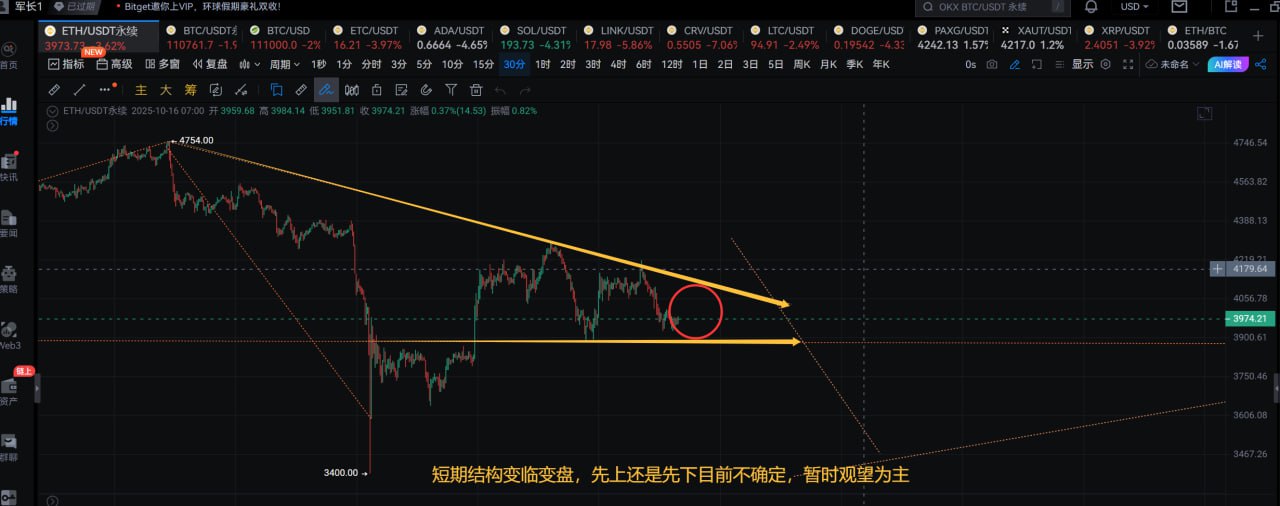 军长1 已过期 Bitget邀你上VIP，环球假期豪礼双收! OKX BTC/USDT 永续 / USD
ETH/USDT永续 BTC/USDT永 BTC/USD ETC/USDT ADA/USDT SOL/USDT LINK/USDT CRV/USDT LTC/USDT DOGE/USD PAXG/USDT XAUT/USDT XRP/USDT ETH/BTC
3973.73 110761.7 -1.9 111000.0 -2% 16.21 -3.97% 0.6664 -4.65% 193.73 -4.31% 17.98 -5.86% 0.5505 -7.06% 94.91 -2.49% 0.19542 -4.33 4242.13 1.57% 4217.0 1.2% 2.4051 -3.92% 0.03589 -1.67
NEW
首页
指标 高级 多窗 复盘 周期 1秒 1分 分时 3分 5分 10分 15分 30分 1时 2时 3时 4时 6时 12时 1日 2日 3日 5日 周K 月K 季K 年K 0s 显示 未命名 AI解读
主 大 筹
行情
ETH/USDT永续 2025-10-16 07:00 开 3959.68 高 3984.14 低 3951.81 收 3974.21 涨幅 0.37%(14.53) 振幅 0.82%
快讯
要闻
策略
Web3
链上
资产
群聊
4754.00
3400.00
4746.54
4563.82
4388.13
4219.21
4179.64
4056.78
3974.21
3900.61
3750.46
3606.08
3467.26
短期结构变临变盘，先上还是先下目前不确定，暂时观望为主